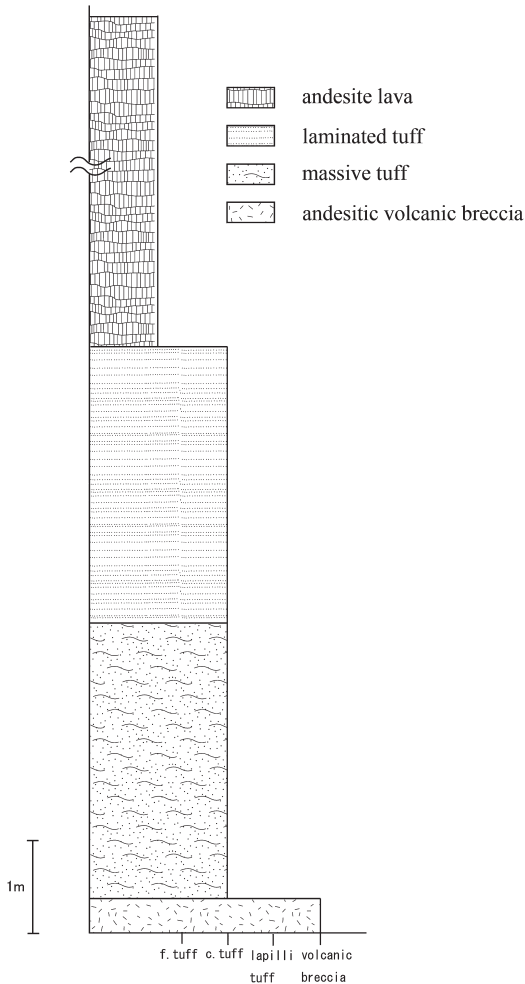 andesite lava
laminated tuff
massive tuff
andesitic volcanic breccia
1m
f. tuff c. tuff lapilli volcanic
tuff breccia